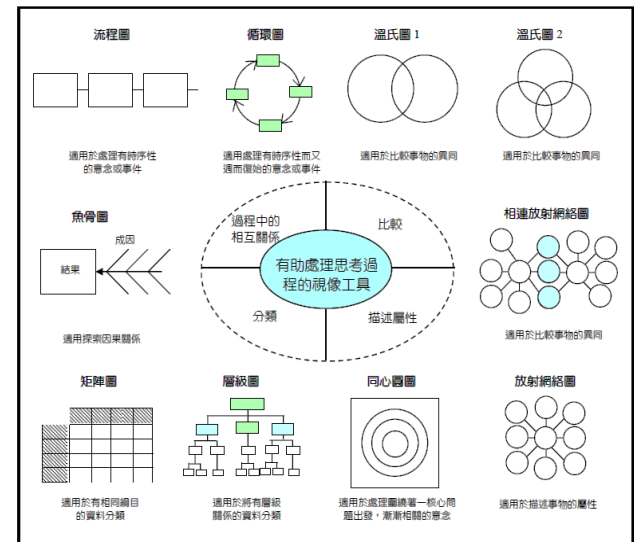 流程圖
循環圖
溫氏圖 1
溫氏圖 2
適用於處理有時序性
的意念或事件
適用處理有時序性而又
週而復始的意念或事件
適用於比較事物的異同
適用於比較事物的異同
魚骨圖
成因
結果
適用探索因果關係
過程中的
相互關係
比較
有助處理思考過
程的視像工具
分類
描述屬性
相連放射網絡圖
適用於比較事物的異同
矩陣圖
層級圖
同心圓圖
放射網絡圖
適用於有相同綱目
的資料分類
適用於將有層級
關係的資料分類
適用於處理圍繞著一核心問
題出發，漸漸相關的意念
適用於描述事物的屬性